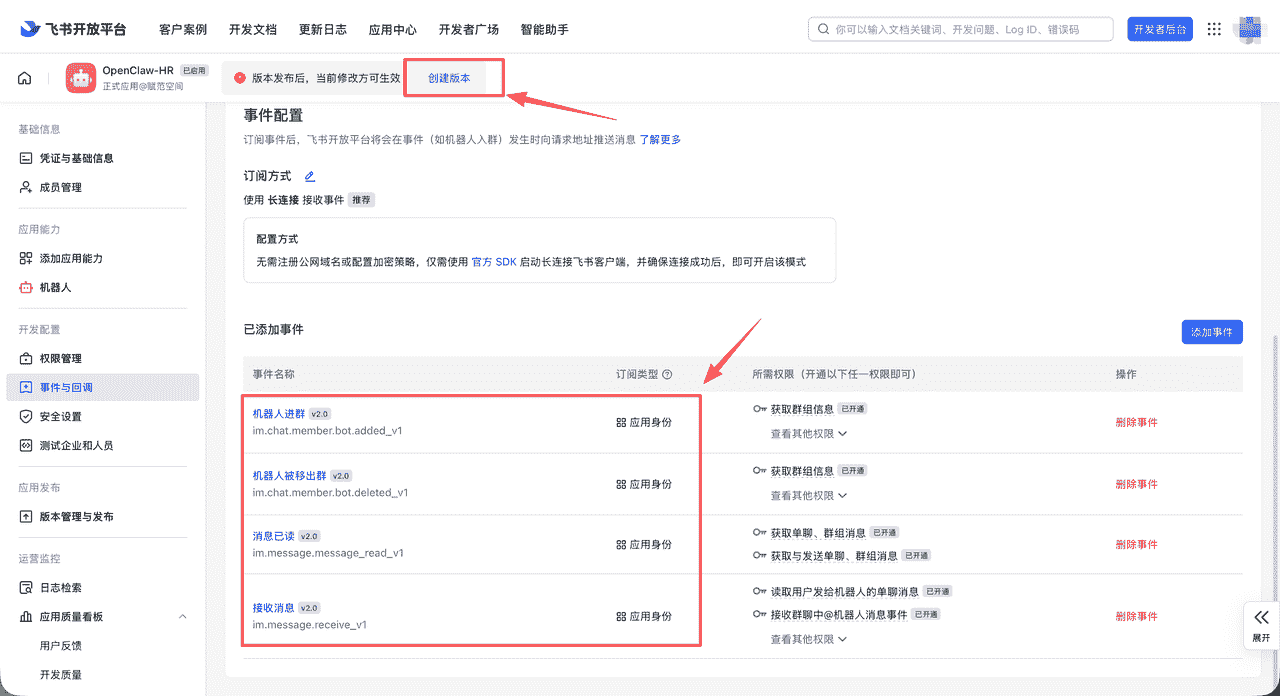 飞书开放平台 客户案例 开发文档 更新日志 应用中心 开发者广场 智能助手 你可以输入文档关键词、开发问题、Log ID、错误码 开发者后台
OpenClaw-HR 已启用
正式应用@赋范空间
版本发布后，当前修改方可生效 创建版本
基础信息
凭证与基础信息
成员管理
应用能力
添加应用能力
机器人
开发配置
权限管理
事件与回调
安全设置
测试企业和人员
应用发布
版本管理与发布
运营监控
日志检索
应用质量看板
用户反馈
开发质量
事件配置
订阅事件后，飞书开放平台将会在事件（如机器人入群）发生时向请求地址推送消息 了解更多
订阅方式
使用 长连接 接收事件 推荐
配置方式
无需注册公网域名或配置加密策略，仅需使用 官方 SDK 启动长连接飞书客户端，并确保连接成功后，即可开启该模式
已添加事件 添加事件
事件名称 订阅类型 所需权限（开通以下任一权限即可） 操作
机器人进群 v2.0
im.chat.member.bot.added_v1
应用身份
获取群组信息 已开通
查看其他权限
删除事件
机器人被移出群 v2.0
im.chat.member.bot.deleted_v1
应用身份
获取群组信息 已开通
查看其他权限
删除事件
消息已读 v2.0
im.message.message_read_v1
应用身份
获取单聊、群组消息 已开通
获取与发送单聊、群组消息 已开通
删除事件
接收消息 v2.0
im.message.receive_v1
应用身份
读取用户发给机器人的单聊消息 已开通
接收群聊中@机器人消息事件 已开通
查看其他权限
删除事件
展开